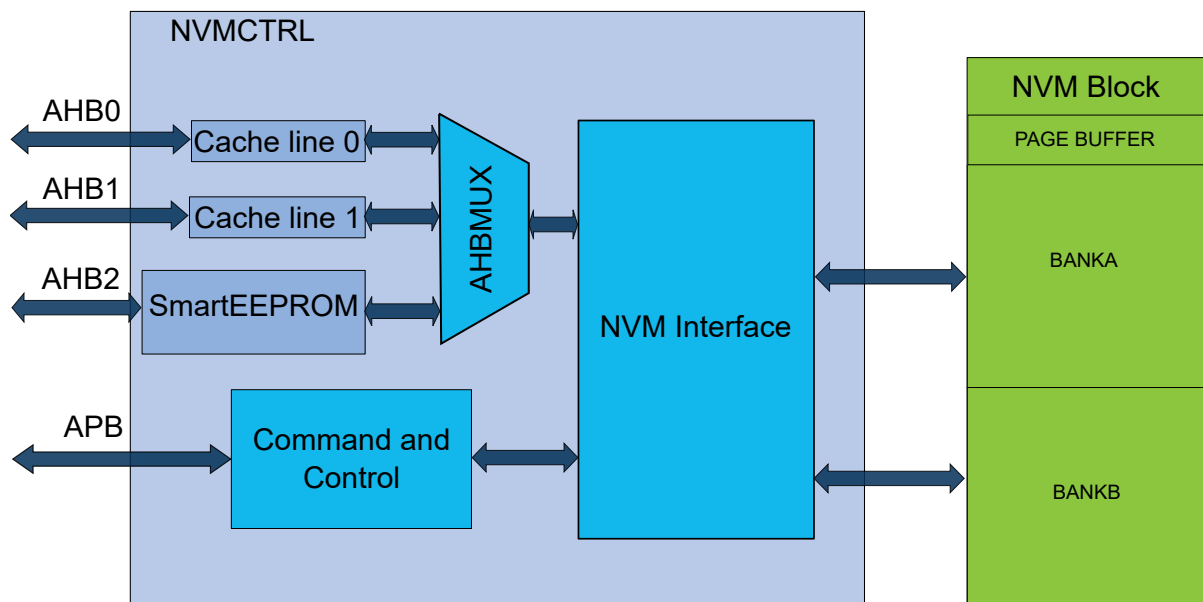 NVMCTRL
NVM Block
AHB0
Cache line 0
PAGE BUFFER
AHB1
Cache line 1
AHBMUX
BANKA
AHB2
SmartEEPROM
NVM Interface
APB
Command and
Control
BANKB